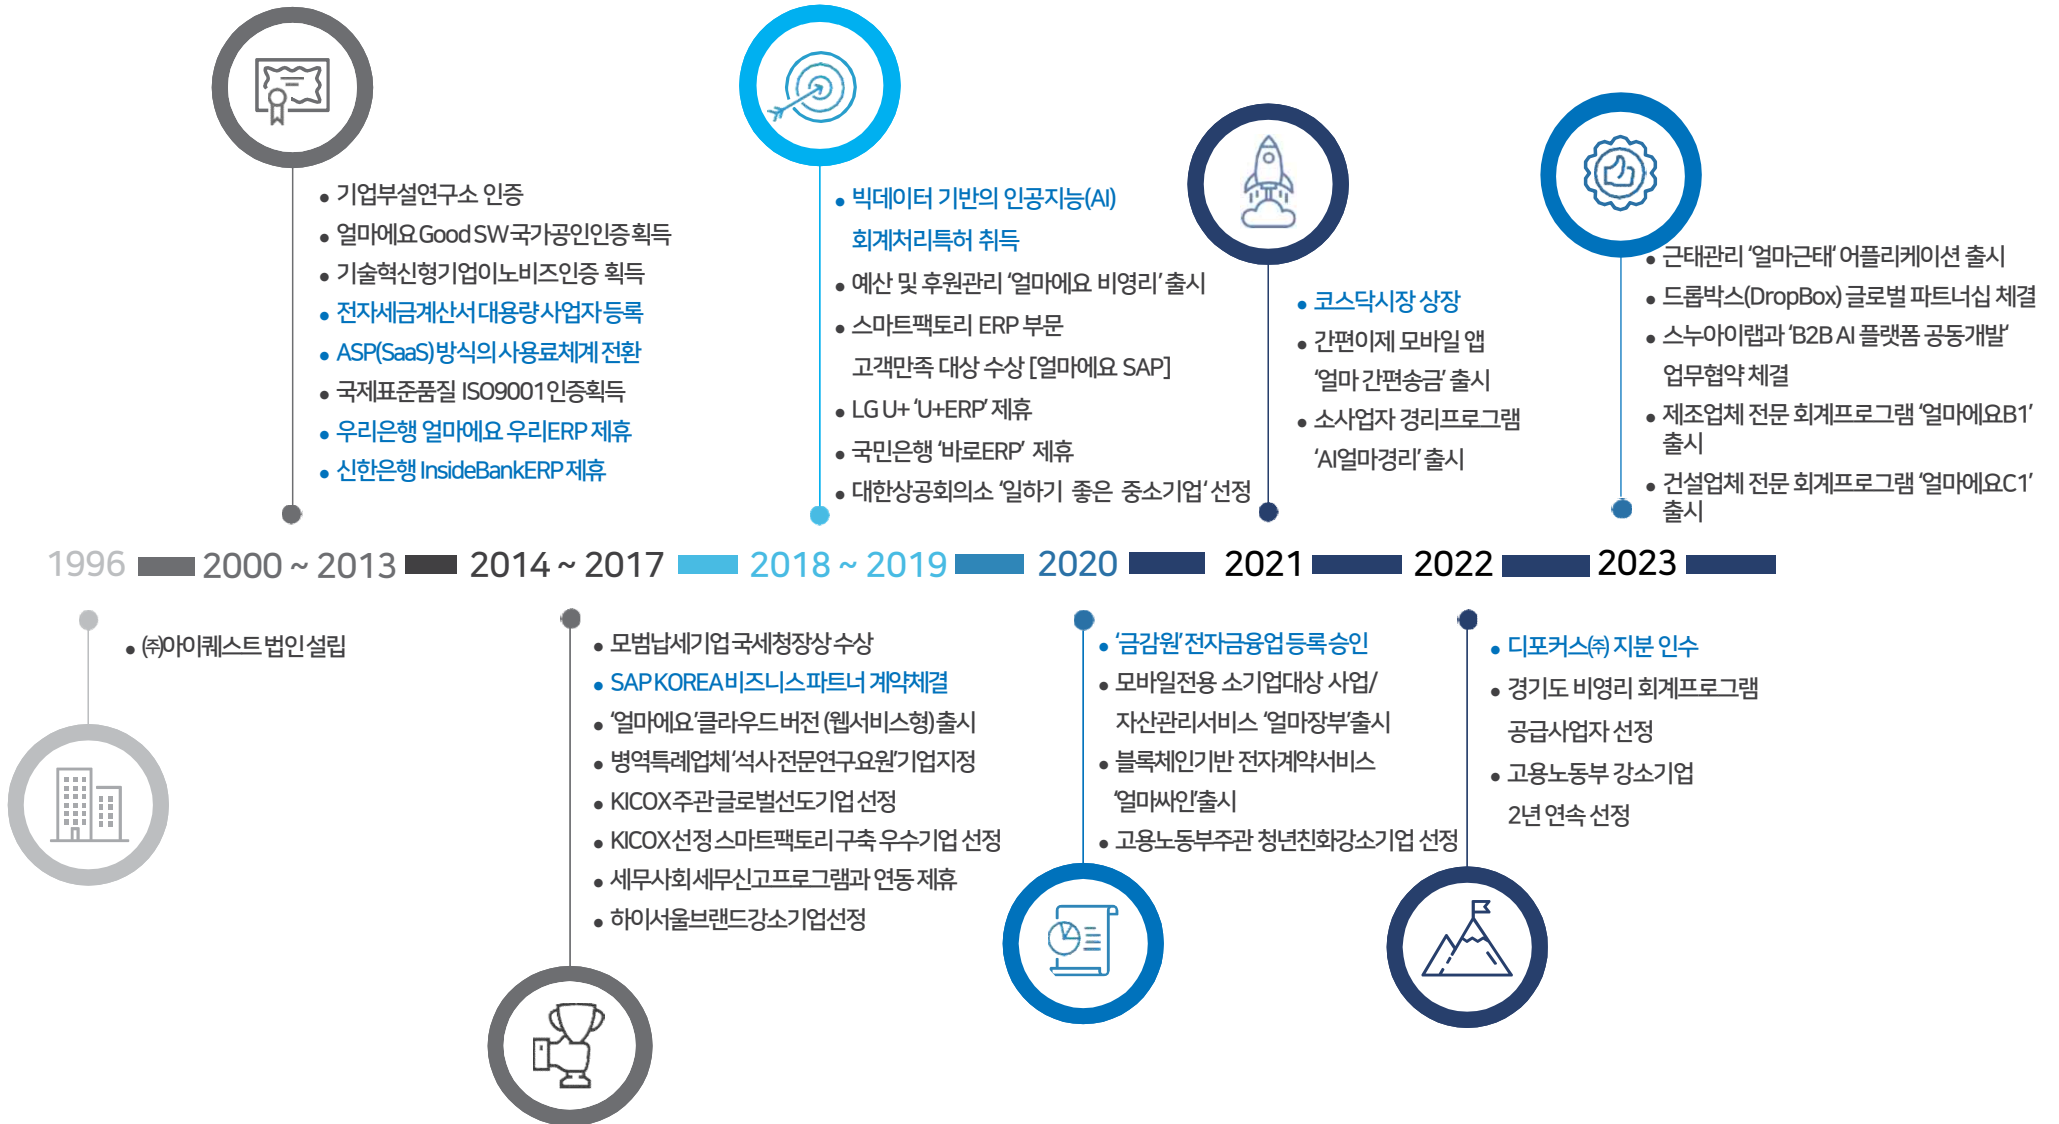 • 기업부설연구소 인증
• 얼마에요 Good SW 국가공인인증 획득
• 기술혁신형기업이노비즈인증 획득
• 전자세금계산서 대용량 사업자 등록
• ASP(SaaS) 방식의 사용료체계 전환
• 국제표준품질 ISO9001 인증획득
• 우리은행 얼마에요 우리ERP 제휴
• 신한은행 InsideBankERP 제휴
• 빅데이터 기반의 인공지능(AI)
회계처리특허 취득
• 예산 및 후원관리 ‘얼마에요 비영리’ 출시
• 스마트팩토리 ERP 부문
고객만족 대상 수상 [얼마에요 SAP]
• LG U+ ‘U+ERP’ 제휴
• 국민은행 ‘바로ERP’ 제휴
• 대한상공회의소 ‘일하기 좋은 중소기업‘ 선정
• 코스닥시장 상장
• 간편이제 모바일 앱
‘얼마 간편송금’ 출시
• 소사업자 경리프로그램
‘AI얼마경리’ 출시
• 근태관리 ‘얼마근태’ 어플리케이션 출시
• 드롭박스(DropBox) 글로벌 파트너십 체결
• 스누아이랩과 ‘B2B AI 플랫폼 공동개발‘
업무협약 체결
• 제조업체 전문 회계프로그램 ‘얼마에요B1’
출시
• 건설업체 전문 회계프로그램 ‘얼마에요C1’
출시
1996 2000 ~ 2013 2014 ~ 2017 2018 ~ 2019 2020 2021 2022 2023
• ㈜아이퀘스트 법인 설립
• 모범납세기업 국세청장상 수상
• SAP KOREA 비즈니스 파트너 계약체결
• ‘얼마에요’ 클라우드 버전 (웹서비스형) 출시
• 병역특례업체 ‘석사 전문연구요원’ 기업지정
• KICOX 주관 글로벌선도기업 선정
• KICOX 선정 스마트팩토리 구축 우수기업 선정
• 세무사회 세무신고프로그램과 연동 제휴
• 하이서울브랜드강소기업선정
• ‘금감원’ 전자금융업 등록 승인
• 모바일전용 소기업대상 사업/
자산관리서비스 ‘얼마장부’출시
• 블록체인기반 전자계약서비스
‘얼마싸인’출시
• 고용노동부주관 청년친화강소기업 선정
• 디포커스㈜ 지분 인수
• 경기도 비영리 회계프로그램
공급사업자 선정
• 고용노동부 강소기업
2년 연속 선정